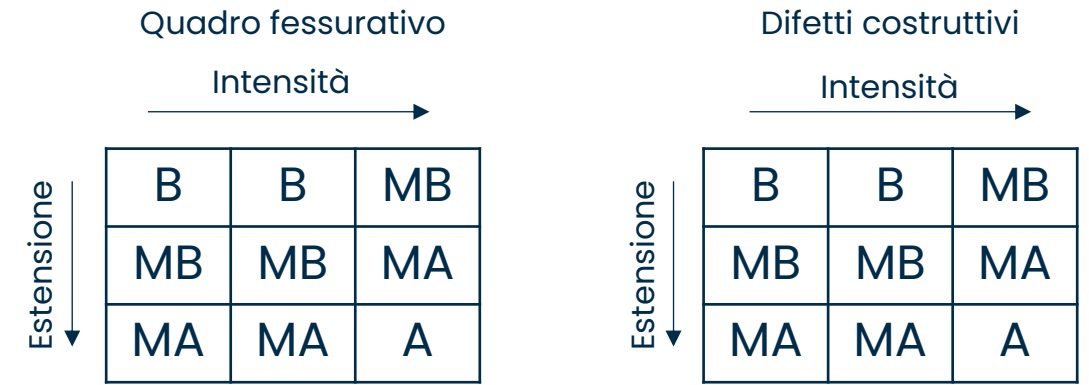 Quadro fessurativo
Intensità
Estensione
B B MB
MB MB MA
MA MA A
Difetti costruttivi
Intensità
Estensione
B B MB
MB MB MA
MA MA A